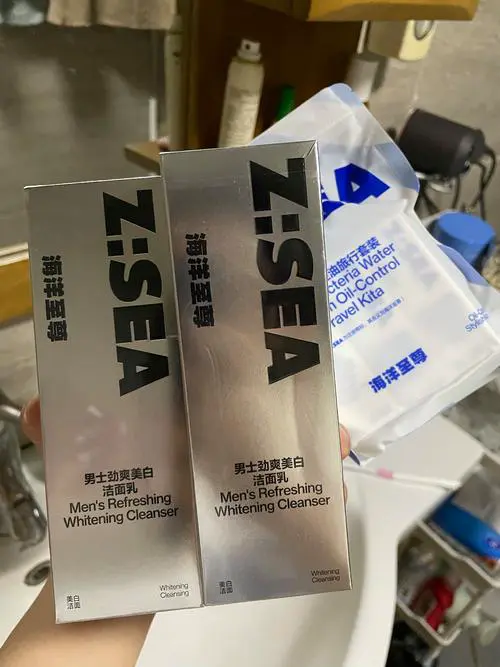 Z:SEA
海洋至尊
男士劲爽美白
洁面乳
Men's Refreshing
Whitening Cleanser
美白
洁面
Whitening
Cleansing
Z:SEA
海洋至尊
男士劲爽美白
洁面乳
Men's Refreshing
Whitening Cleanser
美白
洁面
Whitening
Cleansing
EA
油旅行套装
cteria Water
Oil-Control
ravel Kita
海洋至尊